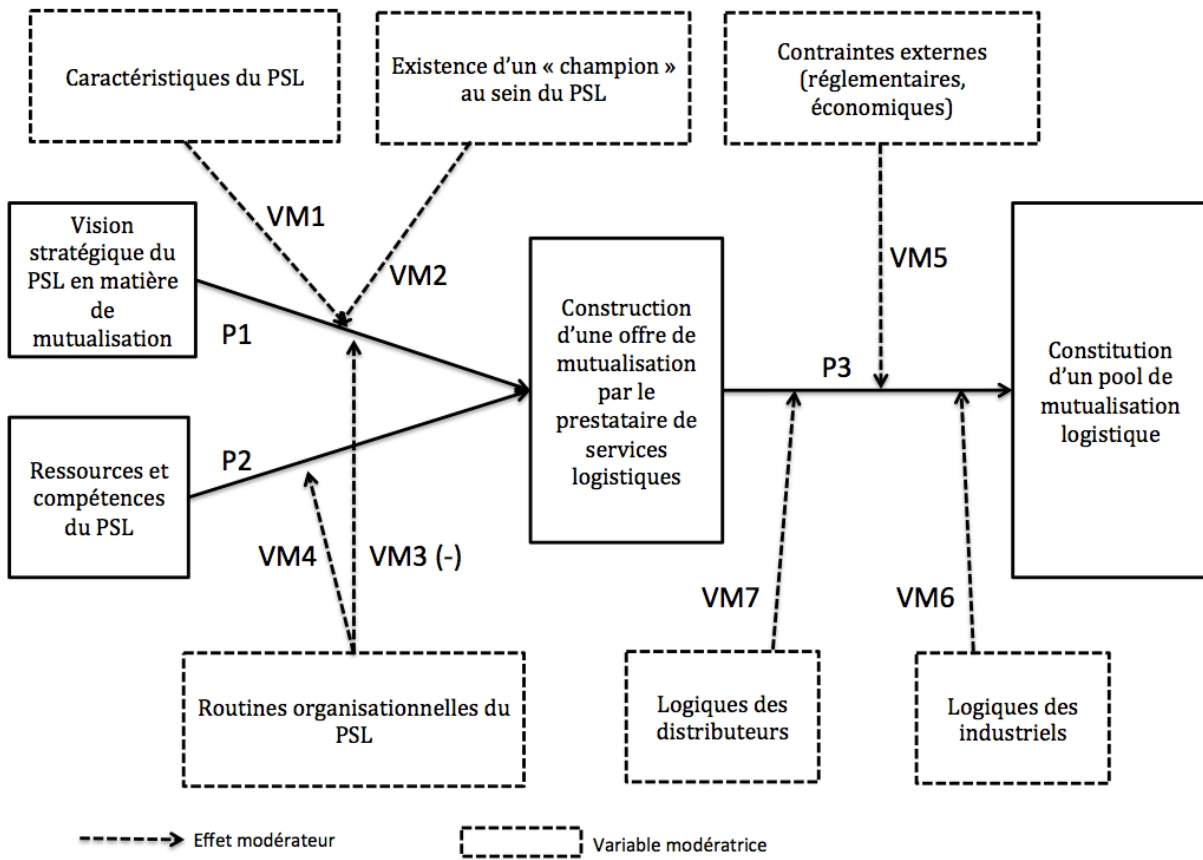 Caractéristiques du PSL
Existence d'un « champion »
au sein du PSL
Contraintes externes
(réglementaires,
économiques)
VM1
VM2
VM5
Vision
stratégique du
PSL en matière
de
mutualisation
P1
Construction
d'une offre de
mutualisation
par le
prestataire de
services
logistiques
P3
Constitution
d'un pool de
mutualisation
logistique
Ressources et
compétences
du PSL
P2
VM4
VM3 (-)
VM7
VM6
Routines organisationnelles du
PSL
Logiques des
distributeurs
Logiques des
industriels
Effet modérateur
Variable modératrice